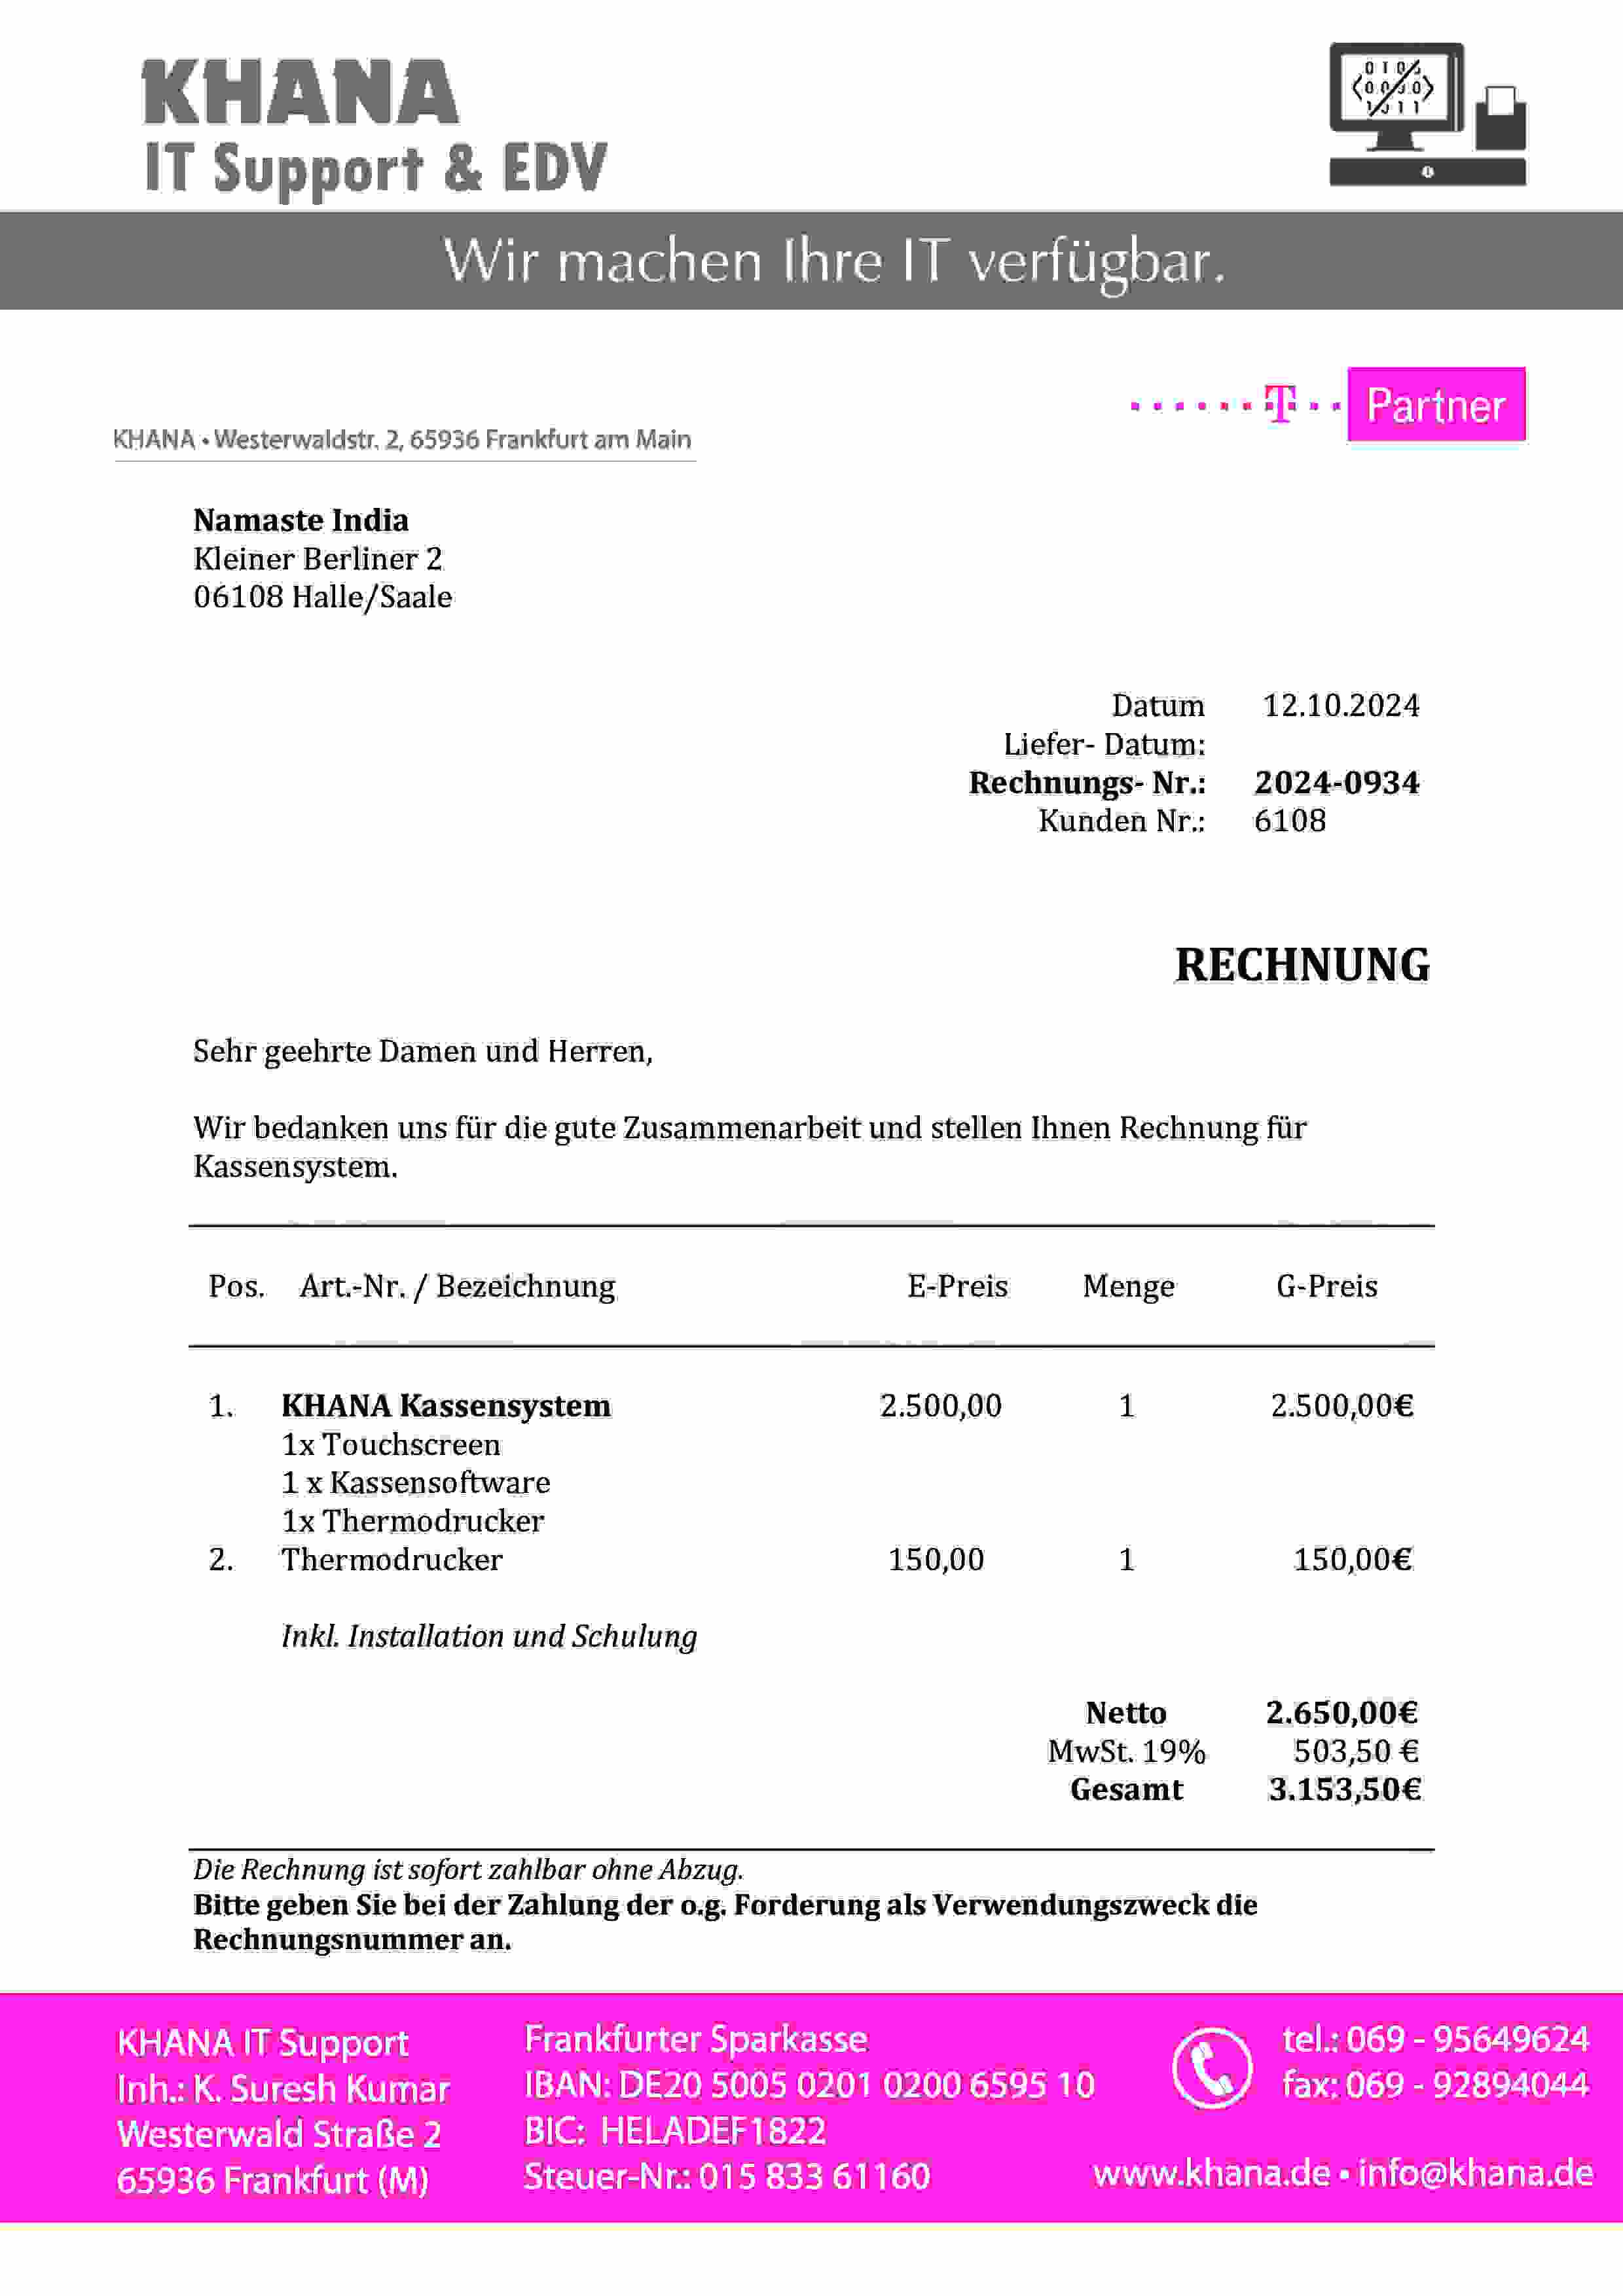 KHANA
IT Support & EDV
Wir machen Ihre IT verfügbar.
T Partner
KHANA • Westerwaldstr. 2, 65936 Frankfurt am Main
Namaste India
Kleiner Berliner 2
06108 Halle/Saale
Datum 12.10.2024
Liefer- Datum:
Rechnungs- Nr.: 2024-0934
Kunden Nr.: 6108
RECHNUNG
Sehr geehrte Damen und Herren,
Wir bedanken uns für die gute Zusammenarbeit und stellen Ihnen Rechnung für
Kassensystem.
Pos. Art.-Nr. / Bezeichnung E-Preis Menge G-Preis
1. KHANA Kassensystem 2.500,00 1 2.500,00€
1x Touchscreen
1 x Kassensoftware
1x Thermodrucker
2. Thermodrucker 150,00 1 150,00€
Inkl. Installation und Schulung
Netto 2.650,00€
MwSt. 19% 503,50 €
Gesamt 3.153,50€
Die Rechnung ist sofort zahlbar ohne Abzug.
Bitte geben Sie bei der Zahlung der o.g. Forderung als Verwendungszweck die
Rechnungsnummer an.
KHANA IT Support
Inh.: K. Suresh Kumar
Westerwald Straße 2
65936 Frankfurt (M)
Frankfurter Sparkasse
IBAN: DE20 5005 0201 0200 6595 10
BIC: HELADEF1822
Steuer-Nr.: 015 833 61160
tel.: 069 - 95649624
fax: 069 - 92894044
www.khana.de • info@khana.de